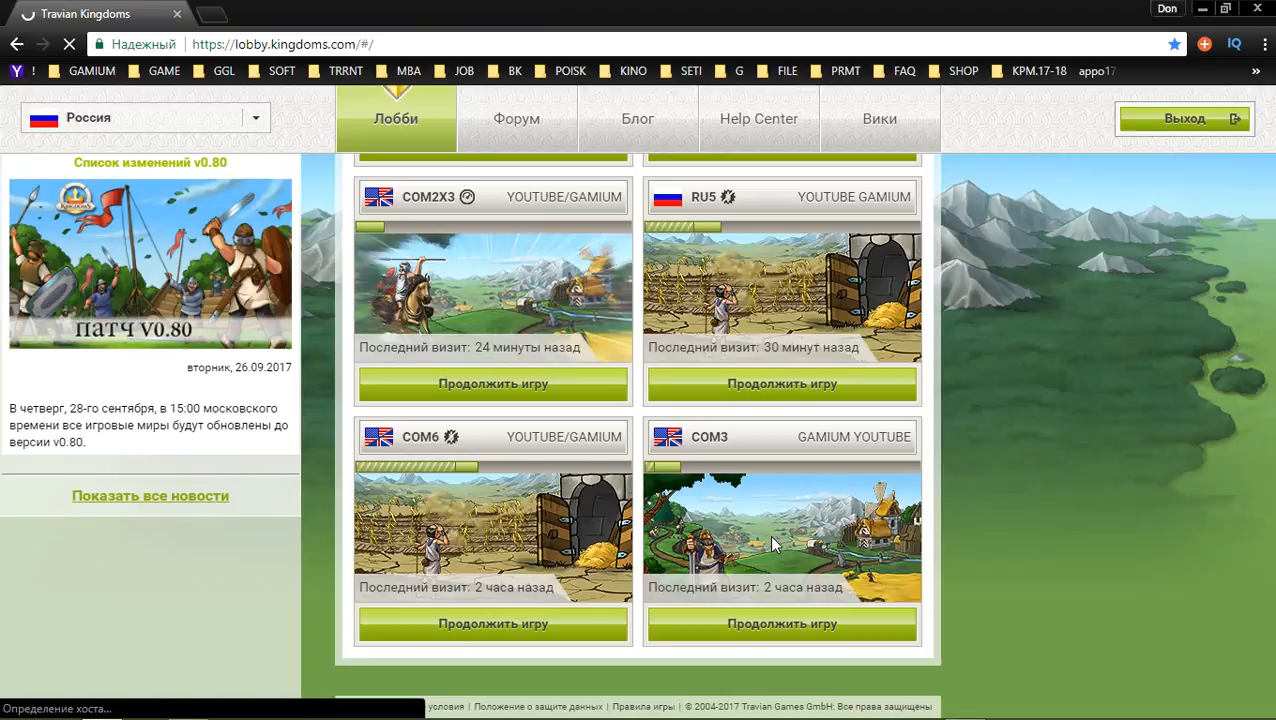 Travian Kingdoms
Don
Надежный
https://lobby.kingdoms.com/#/
IQ
Y !
GAMIUM
GAME
GGL
SOFT
TRRNT
MBA
JOB
BK
POISK
KINO
SETI
G
FILE
PRMT
FAQ
SHOP
KPM.17-18
appo17
»
Россия
Лобби
Форум
Блог
Help Center
Вики
Выход
Список изменений v0.80
KINGDOMS
ПАТЧ V0.80
вторник, 26.09.2017
В четверг, 28-го сентября, в 15:00 московского
времени все игровые миры будут обновлены до
версии v0.80.
Показать все новости
COM2X3 YOUTUBE/GAMIUM
Последний визит: 24 минуты назад
Продолжить игру
RU5 YOUTUBE GAMIUM
Последний визит: 30 минут назад
Продолжить игру
COM6 YOUTUBE/GAMIUM
Последний визит: 2 часа назад
Продолжить игру
COM3 GAMIUM YOUTUBE
Последний визит: 2 часа назад
Продолжить игру
Определение хоста...
условия | Положение о защите данных | Правила игры | © 2004-2017 Travian Games GmbH: Все права защищены